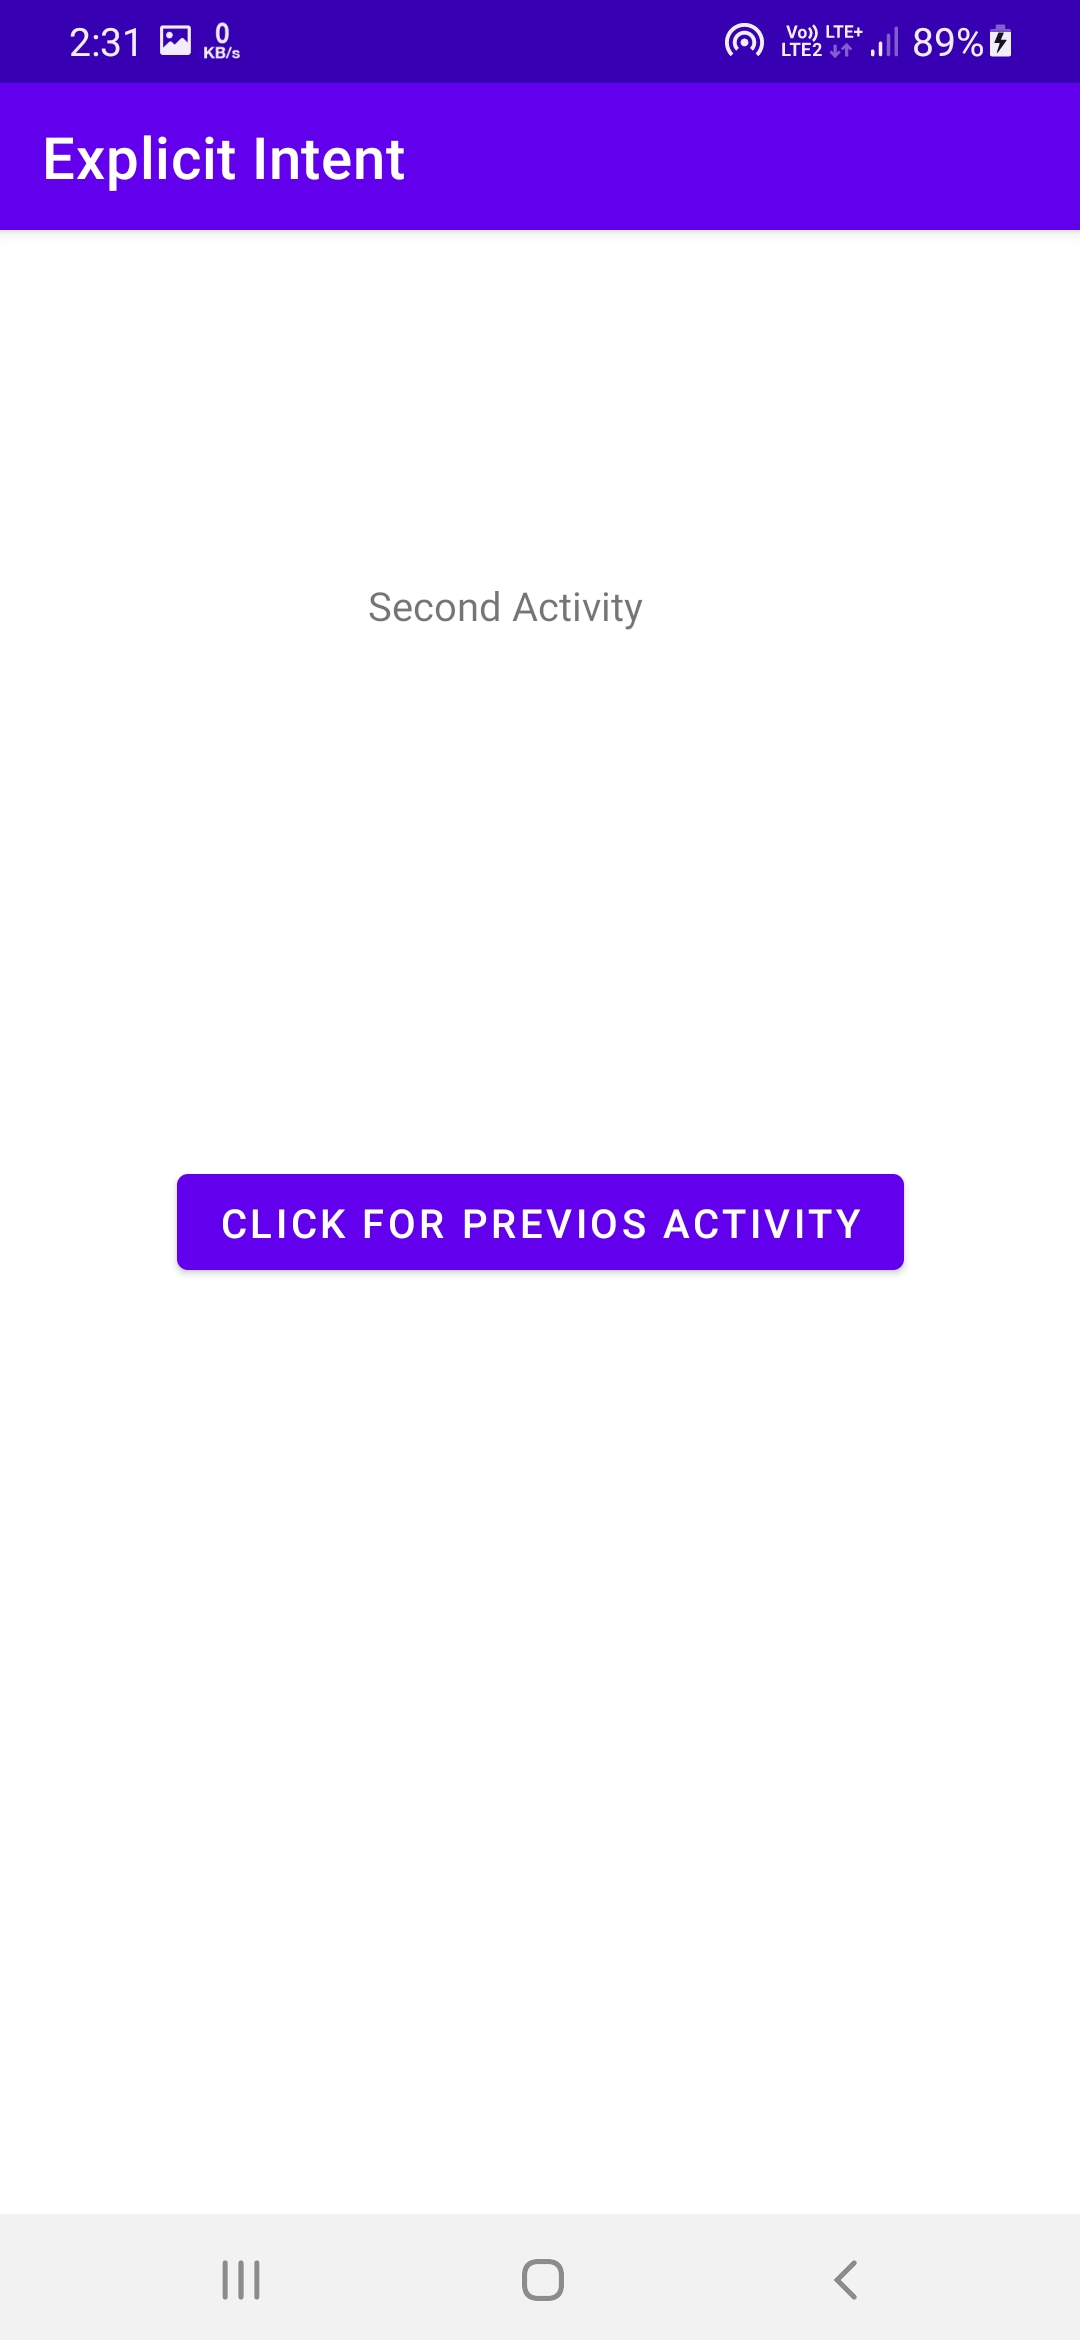 2:31 0 KB/s Vo)) LTE+ LTE2 89%
Explicit Intent
Second Activity
CLICK FOR PREVIOS ACTIVITY